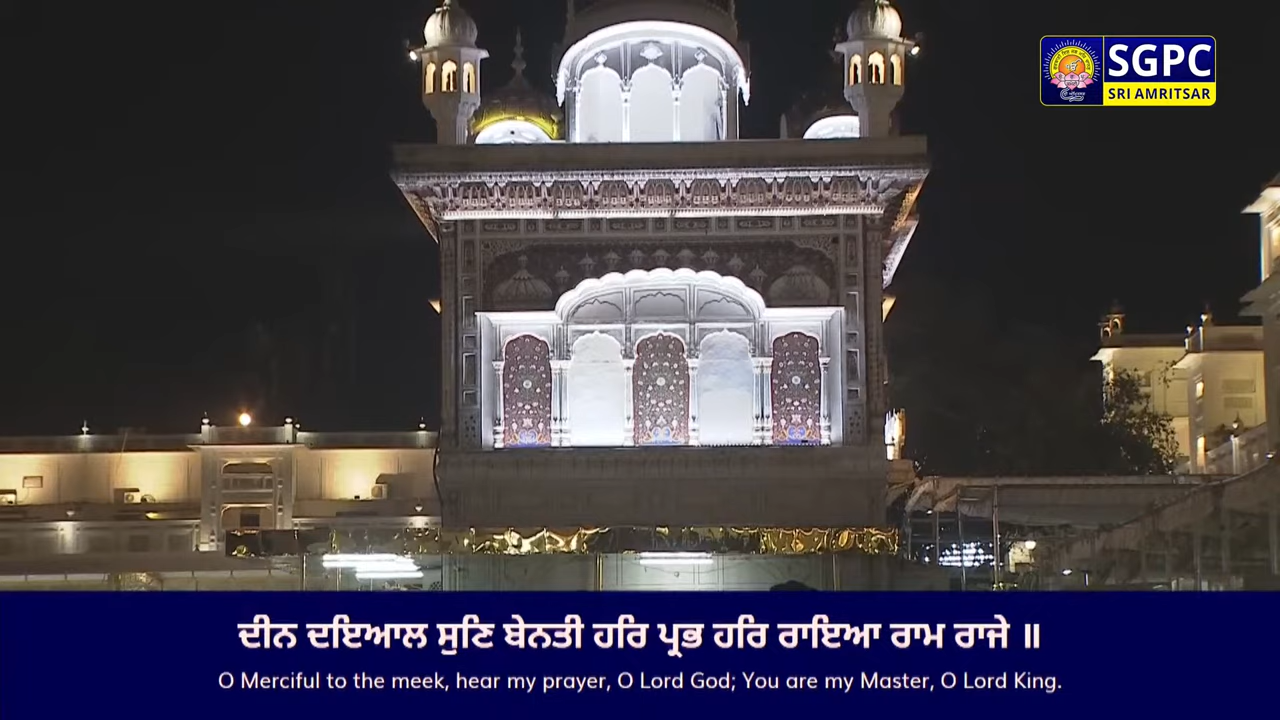 SGPC
SRI AMRITSAR
ਦੀਨ ਦਇਆਲ ਸੁਣਿ ਬੇਨਤੀ ਹਰਿ ਪ੍ਰਭ ਹਰਿ ਰਾਇਆ ਰਾਮ ਰਾਜੇ ॥
O Merciful to the meek, hear my prayer, O Lord God; You are my Master, O Lord King.